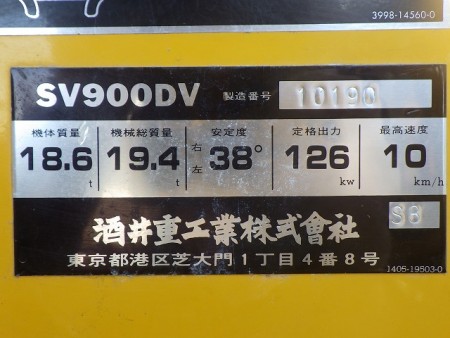 3998-14560-0
SV900DV 製造番号 10190
機体質量 機械総質量 安定度 定格出力 最高速度
18.6 t 19.4 t 右左 38° 126 kw 10 km/h
SB
酒井重工業株式會社
東京都港区芝大門1丁目4番8号
1405-19503-0